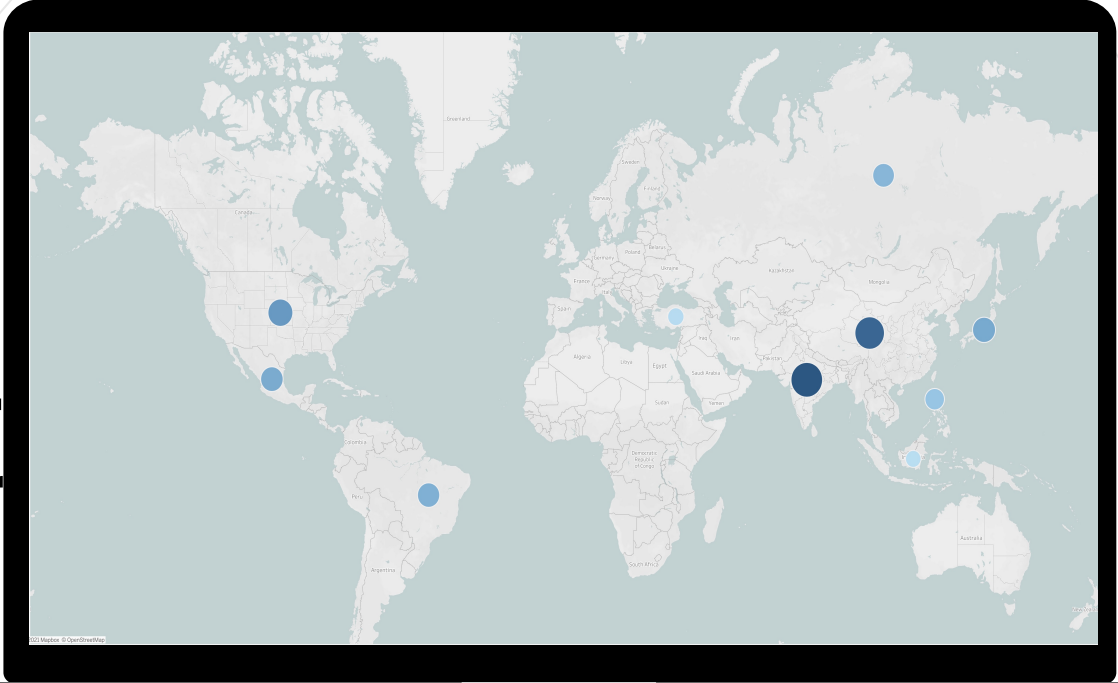 Greenland
Sweden
Finland
Norway
Canada
Poland
Belarus
Germany
Ukraine
France
Kazakhstan
Mongolia
Spain
Iraq
Iran
Algeria
Libya
Egypt
Pakistan
Saudi Arabia
Sudan
Yemen
Colombia
Democratic
Republic
of Congo
Peru
Australia
South Africa
Argentina
2021 Mapbox © OpenStreetMap